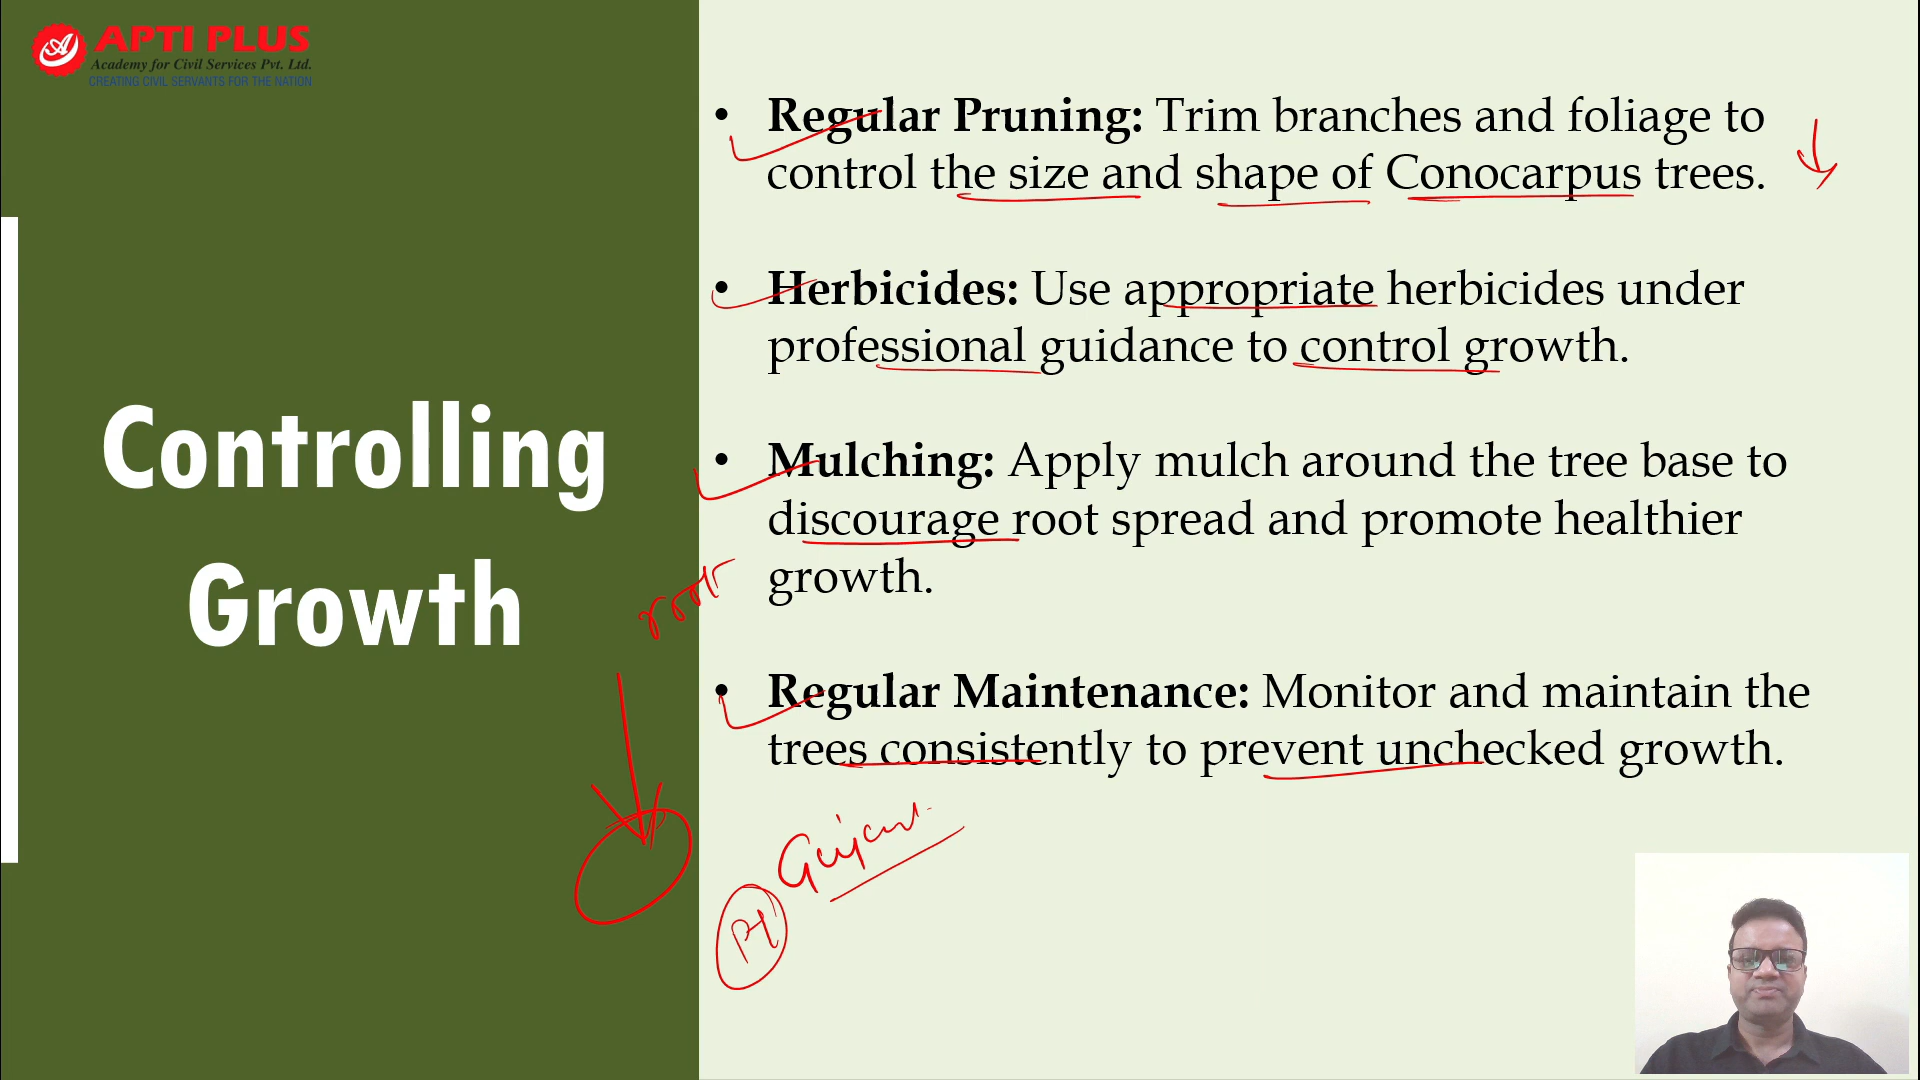 APTI PLUS
Academy for Civil Services Pvt. Ltd.
CREATING CIVIL SERVANTS FOR THE NATION
Controlling
Growth
• Regular Pruning: Trim branches and foliage to
control the size and shape of Conocarpus trees.
• Herbicides: Use appropriate herbicides under
professional guidance to control growth.
• Mulching: Apply mulch around the tree base to
discourage root spread and promote healthier
growth.
root
• Regular Maintenance: Monitor and maintain the
trees consistently to prevent unchecked growth.